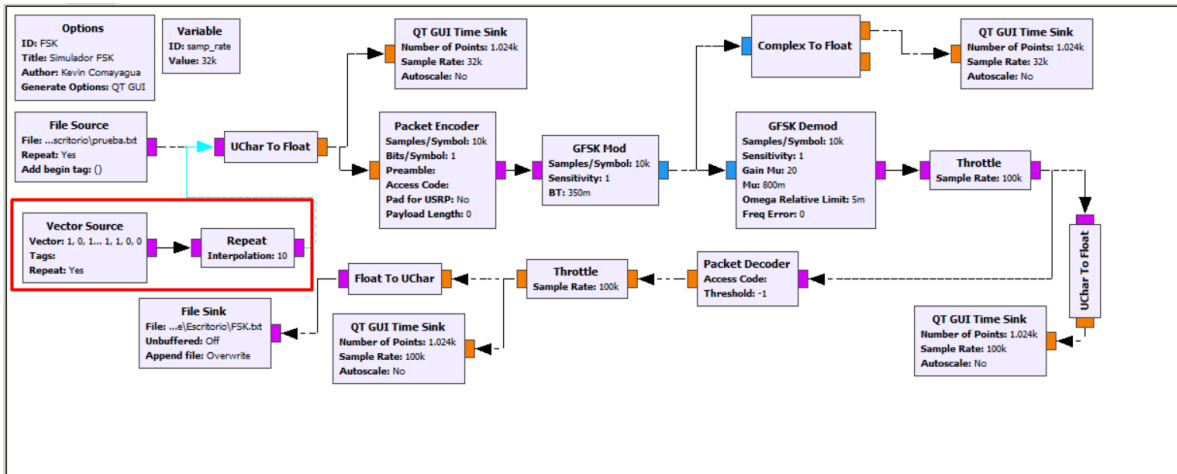 Options
ID: FSK
Title: Simulador FSK
Author: Kevin Comayagua
Generate Options: QT GUI
Variable
ID: samp_rate
Value: 32k
QT GUI Time Sink
Number of Points: 1.024k
Sample Rate: 32k
Autoscale: No
Complex To Float
QT GUI Time Sink
Number of Points: 1.024k
Sample Rate: 32k
Autoscale: No
File Source
File: ...scritorio\prueba.txt
Repeat: Yes
Add begin tag: ()
UChar To Float
Packet Encoder
Samples/Symbol: 10k
Bits/Symbol: 1
Preamble:
Access Code:
Pad for USRP: No
Payload Length: 0
GFSK Mod
Samples/Symbol: 10k
Sensitivity: 1
BT: 350m
GFSK Demod
Samples/Symbol: 10k
Sensitivity: 1
Gain Mu: 20
Mu: 800m
Omega Relative Limit: 5m
Freq Error: 0
Throttle
Sample Rate: 100k
Vector Source
Vector: 1, 0, 1... 1, 1, 0, 0
Tags:
Repeat: Yes
Repeat
Interpolation: 10
Float To UChar
Throttle
Sample Rate: 100k
Packet Decoder
Access Code:
Threshold: -1
UChar To Float
File Sink
File: ...e\Escritorio\FSK.txt
Unbuffered: Off
Append file: Overwrite
QT GUI Time Sink
Number of Points: 1.024k
Sample Rate: 100k
Autoscale: No
QT GUI Time Sink
Number of Points: 1.024k
Sample Rate: 100k
Autoscale: No